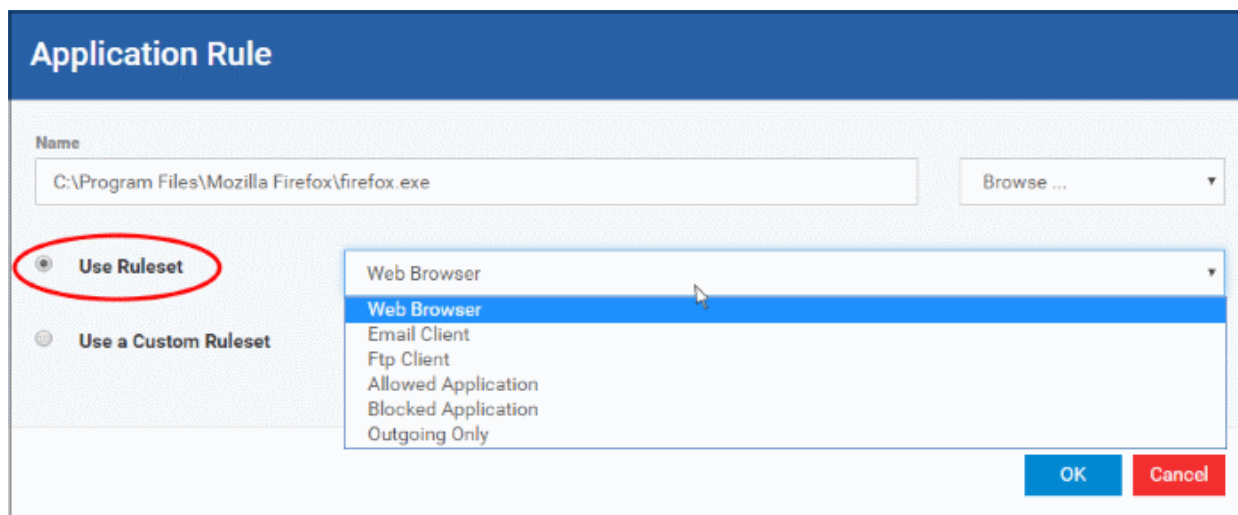 Application Rule
Name
C:\Program Files\Mozilla Firefox\firefox.exe
Browse ...
Use Ruleset
Web Browser
Web Browser
Email Client
Use a Custom Ruleset
Ftp Client
Allowed Application
Blocked Application
Outgoing Only
OK
Cancel